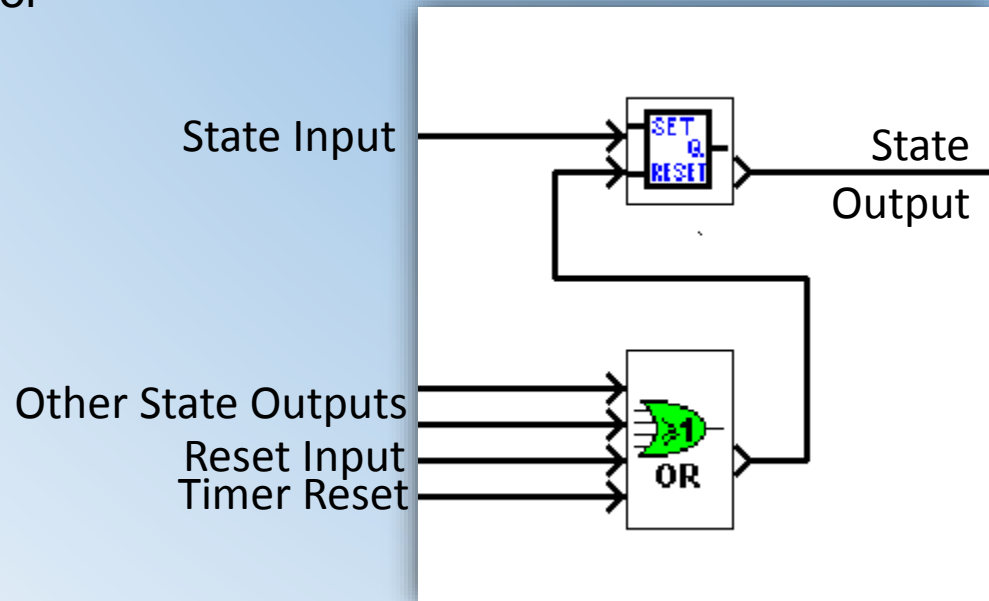 State Input
SET
Q
RESET
State
Output
Other State Outputs
Reset Input
Timer Reset
≥1
OR